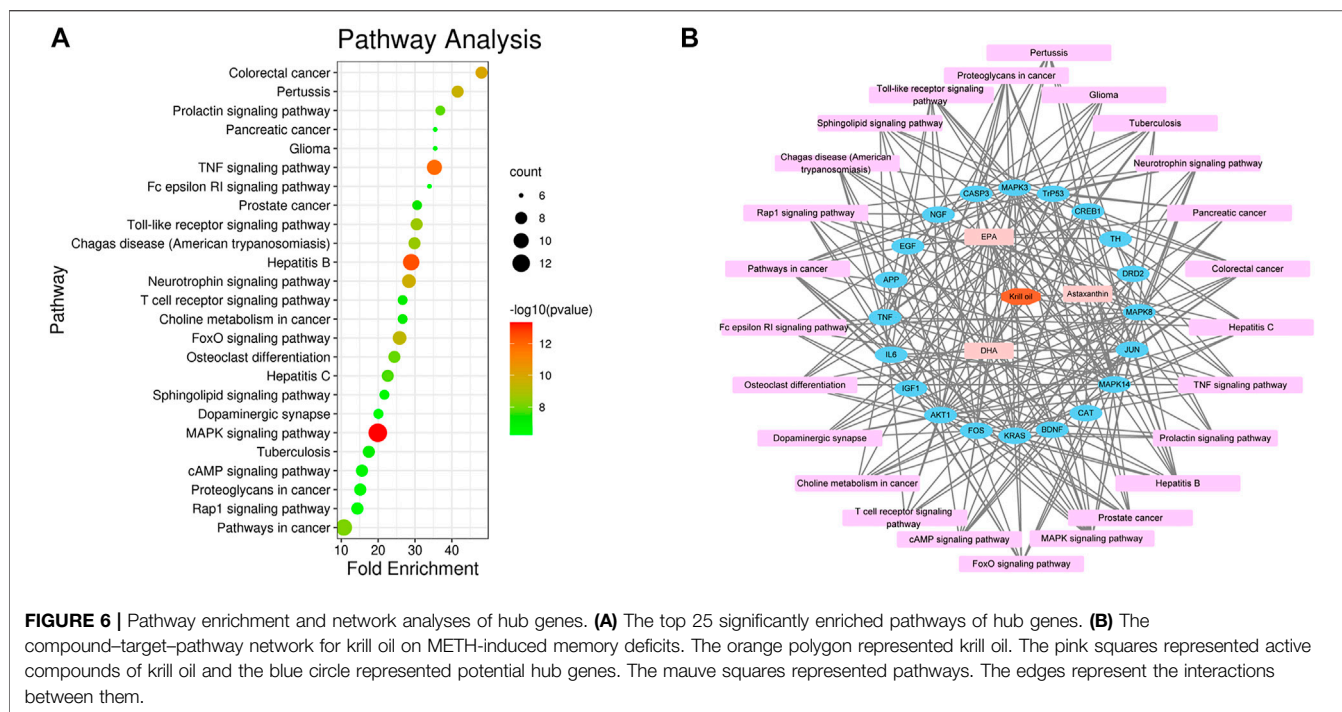 A
Pathway Analysis
Pathway
Colorectal cancer
Pertussis
Prolactin signaling pathway
Pancreatic cancer
Glioma
TNF signaling pathway
Fc epsilon RI signaling pathway
Prostate cancer
Toll-like receptor signaling pathway
Chagas disease (American trypanosomiasis)
Hepatitis B
Neurotrophin signaling pathway
T cell receptor signaling pathway
Choline metabolism in cancer
FoxO signaling pathway
Osteoclast differentiation
Hepatitis C
Sphingolipid signaling pathway
Dopaminergic synapse
MAPK signaling pathway
Tuberculosis
cAMP signaling pathway
Proteoglycans in cancer
Rap1 signaling pathway
Pathways in cancer
10 20 30 40
Fold Enrichment
count
6
8
10
12
-log10(pvalue)
12
10
8
B
Pertussis
Proteoglycans in cancer
Toll-like receptor signaling
pathway
Glioma
Sphingolipid signaling pathway
Tuberculosis
Chagas disease (American
trypanosomiasis)
Neurotrophin signaling pathway
Rap1 signaling pathway
Pancreatic cancer
Pathways in cancer
Colorectal cancer
Fc epsilon RI signaling pathway
Hepatitis C
Osteoclast differentiation
TNF signaling pathway
Dopaminergic synapse
Prolactin signaling pathway
Choline metabolism in cancer
Hepatitis B
T cell receptor signaling
pathway
Prostate cancer
cAMP signaling pathway
MAPK signaling pathway
FoxO signaling pathway
CASP3
MAPK3
TrP53
NGF
CREB1
EGF
EPA
TH
APP
DRD2
Krill oil
Astaxanthin
TNF
MAPK8
IL6
DHA
JUN
IGF1
MAPK14
AKT1
CAT
FOS
KRAS
BDNF
FIGURE 6 | Pathway enrichment and network analyses of hub genes. (A) The top 25 significantly enriched pathways of hub genes. (B) The
compound–target–pathway network for krill oil on METH-induced memory deficits. The orange polygon represented krill oil. The pink squares represented active
compounds of krill oil and the blue circle represented potential hub genes. The mauve squares represented pathways. The edges represent the interactions
between them.